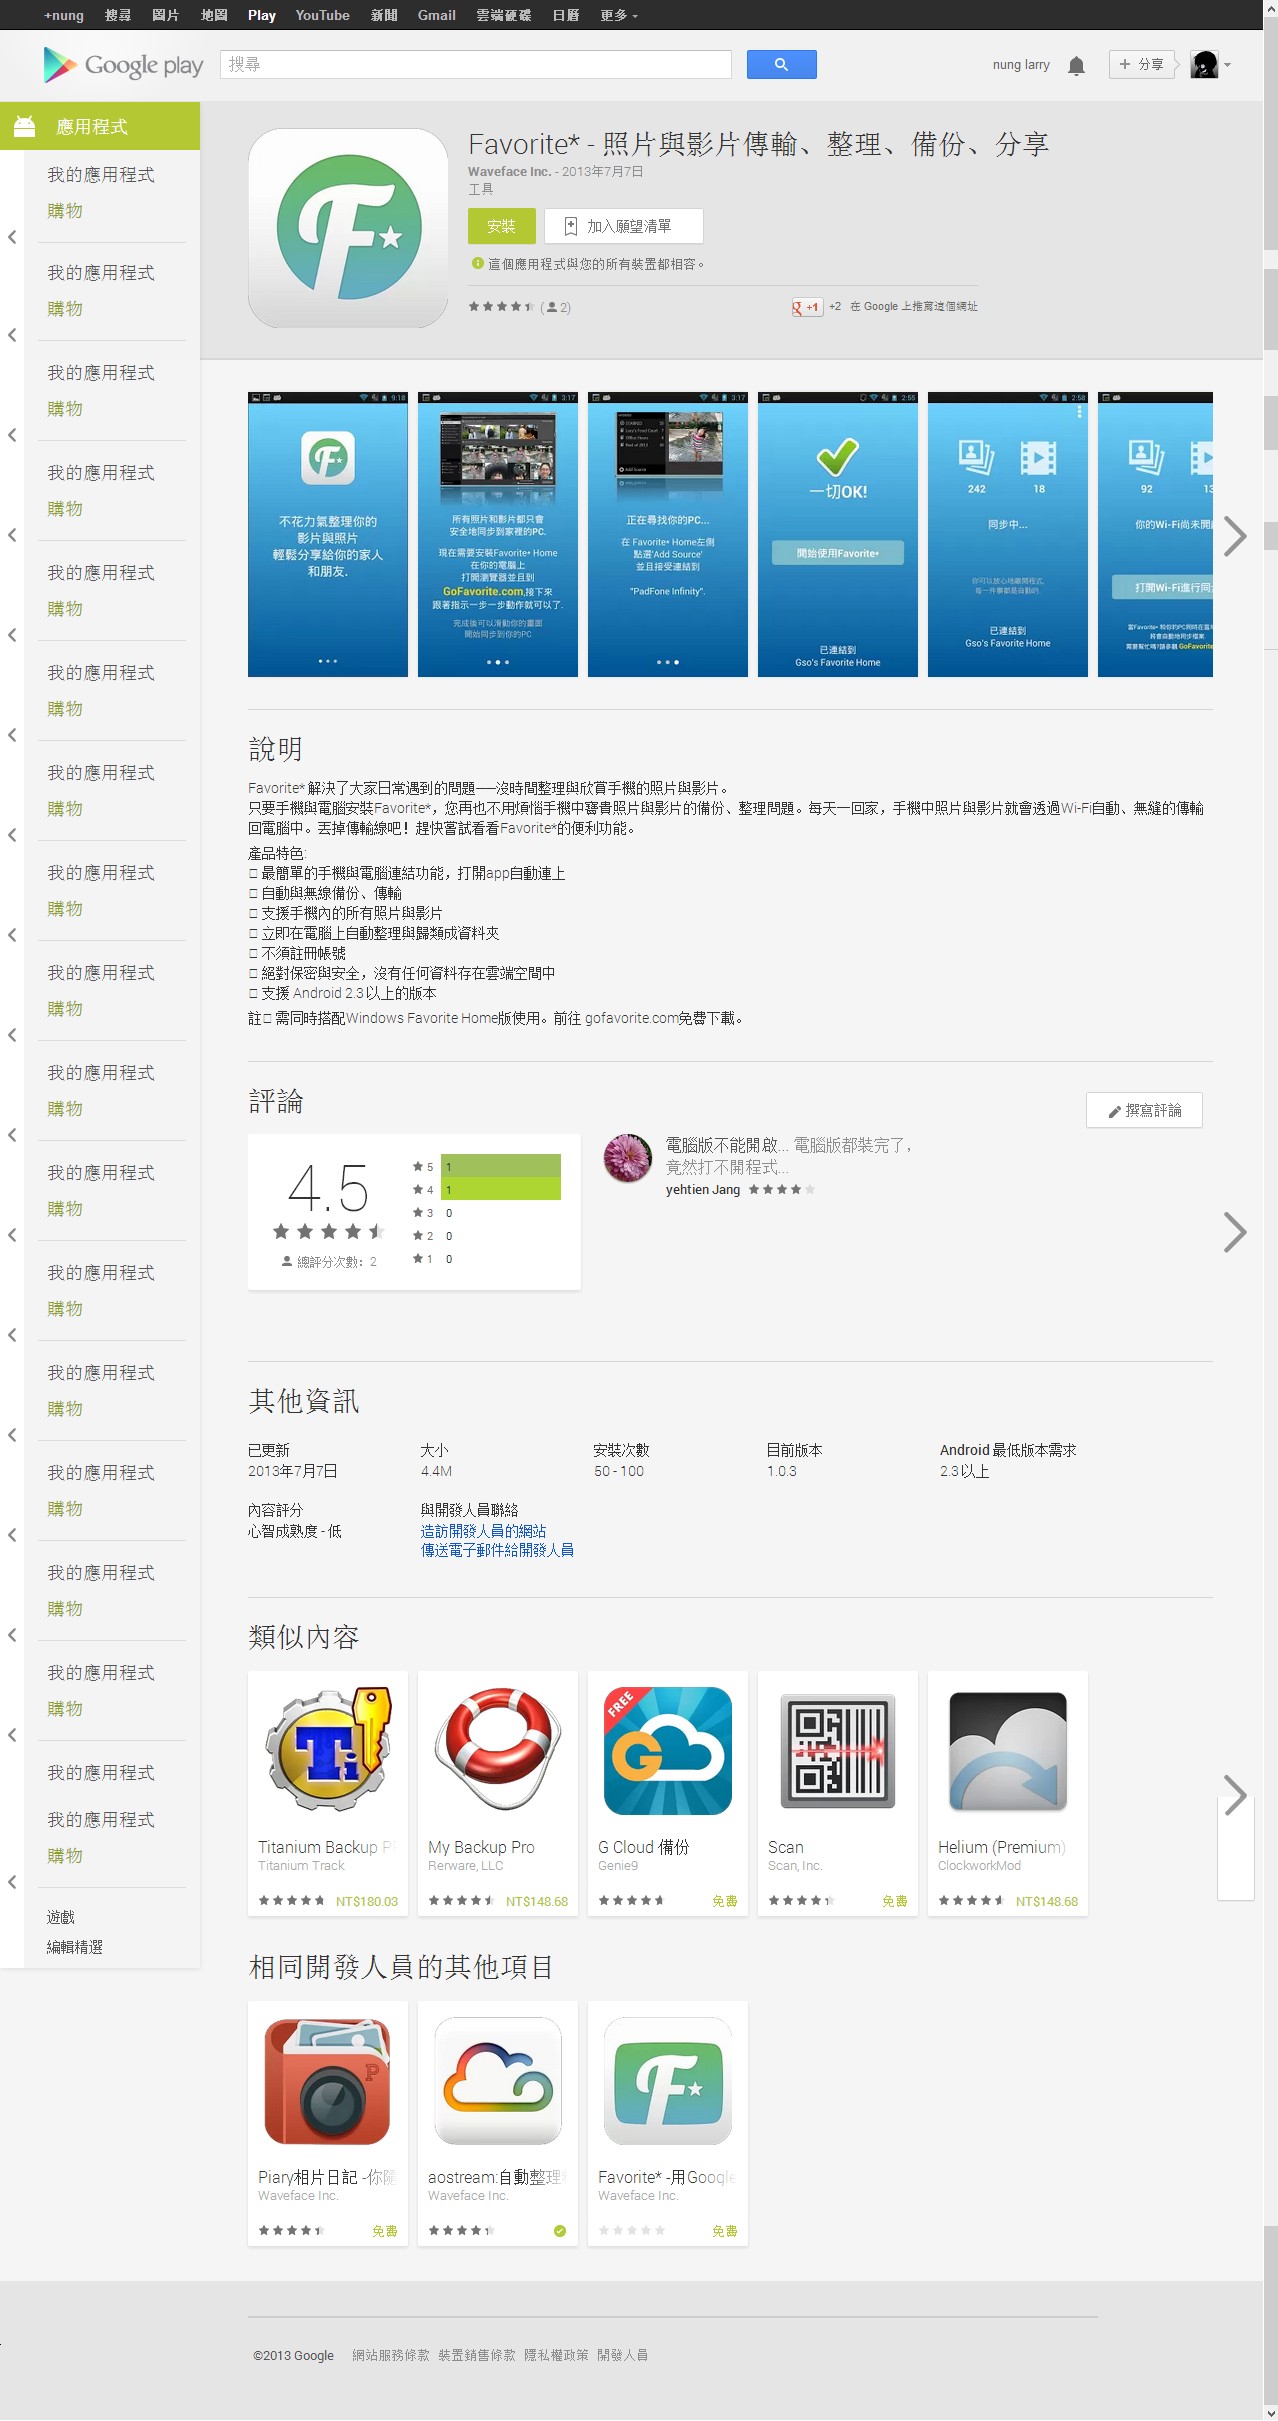 +nung 搜尋 圖片 地圖 Play YouTube 新聞 Gmail 雲端硬碟 日曆 更多
Google play 搜尋 nung larry + 分享
應用程式
我的應用程式
購物
我的應用程式
購物
我的應用程式
購物
我的應用程式
購物
我的應用程式
購物
我的應用程式
購物
我的應用程式
購物
我的應用程式
購物
我的應用程式
購物
我的應用程式
購物
我的應用程式
購物
我的應用程式
購物
我的應用程式
購物
我的應用程式
購物
我的應用程式
購物
我的應用程式
購物
我的應用程式
我的應用程式
購物
遊戲
編輯精選
Favorite* - 照片與影片傳輸、整理、備份、分享
Waveface Inc. - 2013年7月7日
工具
安裝 加入願望清單
這個應用程式與您的所有裝置都相容。
(2) +1 +2 在 Google 上推薦這個網址
9:18
不花力氣整理你的
影片與照片
輕鬆分享給你的家人
和朋友.
3:17
所有照片和影片都只會
安全地同步到家裡的PC.
現在需要安裝Favorite* Home
在你的電腦上
打開瀏覽器並且到
GoFavorite.com,接下來
跟著指示一步一步動作就可以了.
完成後可以滑動你的畫面
開始同步到你的PC
3:17
Add Source
正在尋找你的PC...
在 Favorite* Home左側
點選'Add Source'
並且接受連結到
"PadFone Infinity".
2:55
一切OK!
開始使用Favorite*
已連結到
Gso's Favorite Home
2:58
242 18
同步中...
你可以放心地離開程式,
每一件事都是自動的.
已連結到
Gso's Favorite Home
92 13
你的Wi-Fi尚未開
打開Wi-Fi進行同
說明
Favorite* 解決了大家日常遇到的問題──沒時間整理與欣賞手機的照片與影片。
只要手機與電腦安裝Favorite*，您再也不用煩惱手機中寶貴照片與影片的備份、整理問題。每天一回家，手機中照片與影片就會透過Wi-Fi自動、無縫的傳輸
回電腦中。丟掉傳輸線吧！趕快嘗試看看Favorite*的便利功能。
產品特色:
最簡單的手機與電腦連結功能，打開app自動連上
自動與無線備份、傳輸
支援手機內的所有照片與影片
立即在電腦上自動整理與歸類成資料夾
不須註冊帳號
絕對保密與安全，沒有任何資料存在雲端空間中
支援 Android 2.3以上的版本
註 需同時搭配Windows Favorite Home版使用。前往 gofavorite.com免費下載。
評論
撰寫評論
4.5
總評分次數：2
5 1
4 1
3 0
2 0
1 0
電腦版不能開啟... 電腦版都裝完了，
竟然打不開程式...
yehtien Jang
其他資訊
已更新 大小 安裝次數 目前版本 Android 最低版本需求
2013年7月7日 4.4M 50 - 100 1.0.3 2.3以上
內容評分 與開發人員聯絡
心智成熟度 - 低 造訪開發人員的網站
傳送電子郵件給開發人員
類似內容
FREE
Titanium Backup PR
Titanium Track
NT$180.03
My Backup Pro
Rerware, LLC
NT$148.68
G Cloud 備份
Genie9
免費
Scan
Scan, Inc.
免費
Helium (Premium)
ClockworkMod
NT$148.68
相同開發人員的其他項目
Piary相片日記 -你隨
Waveface Inc.
免費
aostream:自動整理
Waveface Inc.
Favorite* -用Google
Waveface Inc.
免費
©2013 Google 網站服務條款 裝置銷售條款 隱私權政策 開發人員